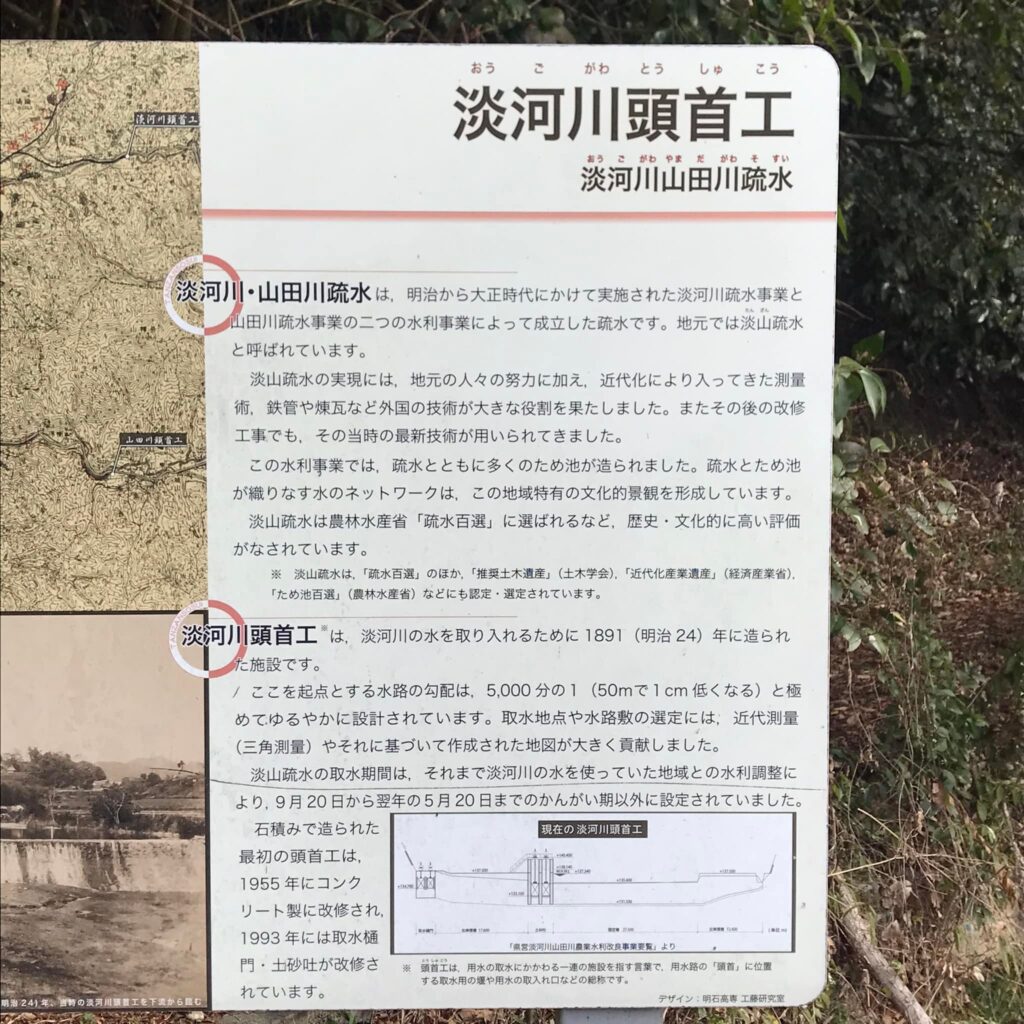 おうごがわとうしゅこう
淡河川頭首工
おうごがわやまだがわそすい
淡河川山田川疏水
淡河川頭首工
山田川頭首工
淡河川・山田川疏水は，明治から大正時代にかけて実施された淡河川疏水事業と
山田川疏水事業の二つの水利事業によって成立した疏水です。地元では淡山疏水
たんざん
と呼ばれています。
淡山疏水の実現には，地元の人々の努力に加え，近代化により入ってきた測量
術，鉄管や煉瓦など外国の技術が大きな役割を果たしました。またその後の改修
工事でも，その当時の最新技術が用いられてきました。
この水利事業では，疏水とともに多くのため池が造られました。疏水とため池
が織りなす水のネットワークは，この地域特有の文化的景観を形成しています。
淡山疏水は農林水産省「疏水百選」に選ばれるなど，歴史・文化的に高い評価
がなされています。
※　淡山疏水は，「疏水百選」のほか，「推奨土木遺産」（土木学会），「近代化産業遺産」（経済産業省），
「ため池百選」（農林水産省）などにも認定・選定されています。
淡河川頭首工※は，淡河川の水を取り入れるために1891（明治24）年に造られ
た施設です。
ここを起点とする水路の勾配は，5,000分の1（50mで1cm低くなる）と極
めてゆるやかに設計されています。取水地点や水路敷の選定には，近代測量
（三角測量）やそれに基づいて作成された地図が大きく貢献しました。
淡山疏水の取水期間は，それまで淡河川の水を使っていた地域との水利調整に
より，9月20日から翌年の5月20日までのかんがい期以外に設定されていました。
石積みで造られた
最初の頭首工は，
1955年にコンク
リート製に改修され，
1993年には取水樋
門・土砂吐が改修さ
れています。
現在の淡河川頭首工
「県営淡河川山田川農業水利改良事業要覧」より
とうしゅこう
※　頭首工は，用水の取水にかかわる一連の施設を指す言葉で，用水路の「頭首」に位置
する取水用の堰や用水の取入れ口などの総称です。
デザイン：明石高専 工藤研究室
明治24）年，当時の淡河川頭首工を下流から望む